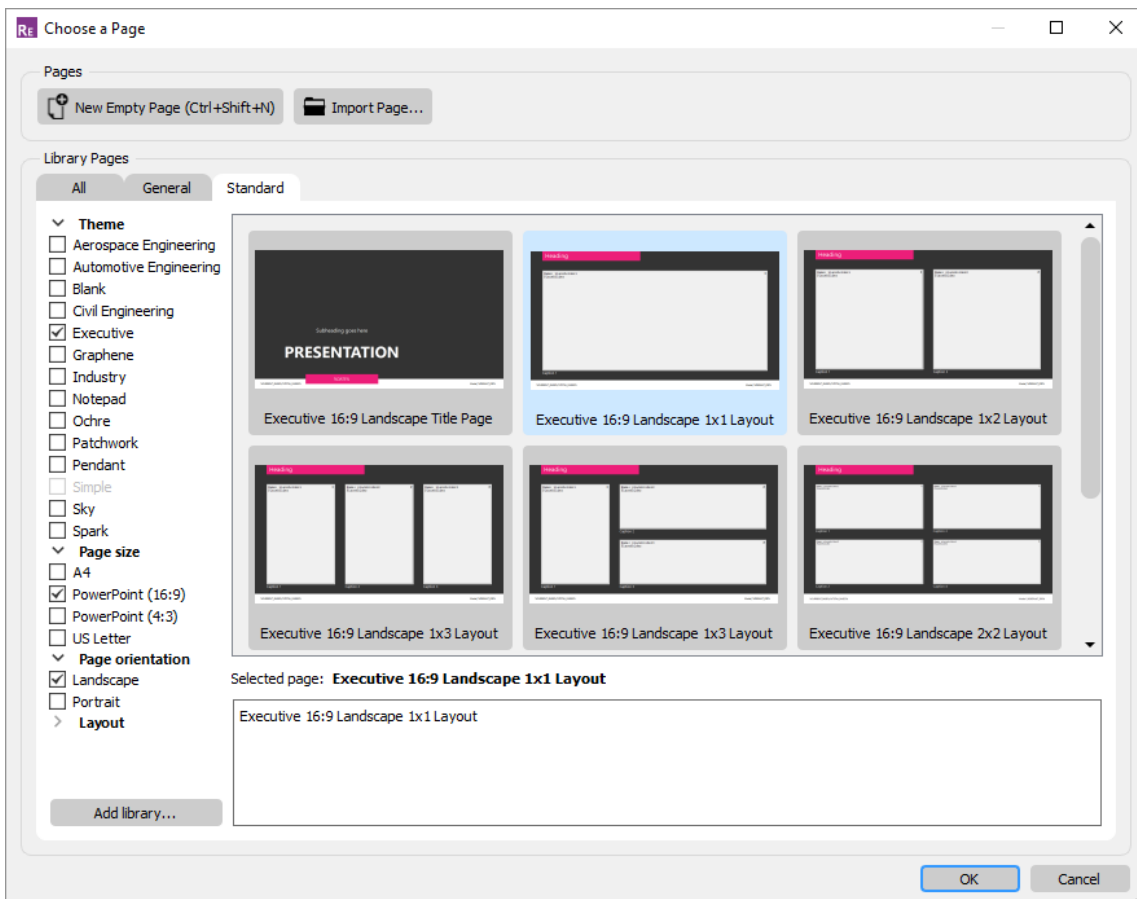 RE Choose a Page
Pages
New Empty Page (Ctrl+Shift+N)
Import Page...
Library Pages
All
General
Standard
Theme
Aerospace Engineering
Automotive Engineering
Blank
Civil Engineering
Executive
Graphene
Industry
Notepad
Ochre
Patchwork
Pendant
Simple
Sky
Spark
Page size
A4
PowerPoint (16:9)
PowerPoint (4:3)
US Letter
Page orientation
Landscape
Portrait
Layout
Add library...
Subheading goes here
PRESENTATION
Executive 16:9 Landscape Title Page
Heading
Executive 16:9 Landscape 1x1 Layout
Heading
Executive 16:9 Landscape 1x2 Layout
Heading
Executive 16:9 Landscape 1x3 Layout
Heading
Executive 16:9 Landscape 1x3 Layout
Heading
Executive 16:9 Landscape 2x2 Layout
Selected page: Executive 16:9 Landscape 1x1 Layout
Executive 16:9 Landscape 1x1 Layout
OK
Cancel